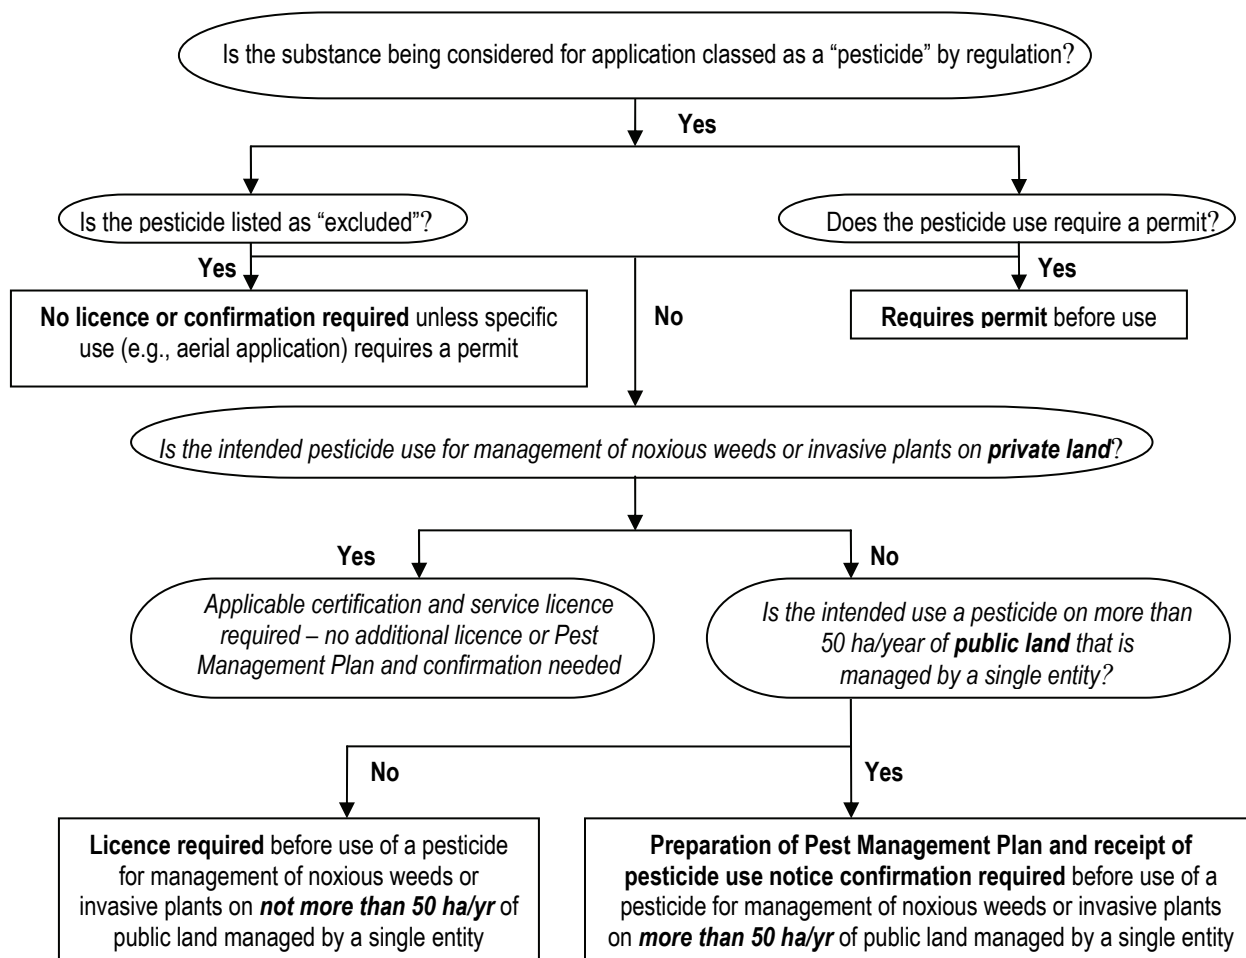 Is the substance being considered for application classed as a “pesticide” by regulation?
Yes
Is the pesticide listed as “excluded”?
Does the pesticide use require a permit?
Yes
Yes
No licence or confirmation required unless specific
use (e.g., aerial application) requires a permit
No
Requires permit before use
Is the intended pesticide use for management of noxious weeds or invasive plants on private land?
Yes
No
Applicable certification and service licence
required – no additional licence or Pest
Management Plan and confirmation needed
Is the intended use a pesticide on more than
50 ha/year of public land that is
managed by a single entity?
No
Yes
Licence required before use of a pesticide
for management of noxious weeds or
invasive plants on not more than 50 ha/yr of
public land managed by a single entity
Preparation of Pest Management Plan and receipt of
pesticide use notice confirmation required before use of a
pesticide for management of noxious weeds or invasive plants
on more than 50 ha/yr of public land managed by a single entity